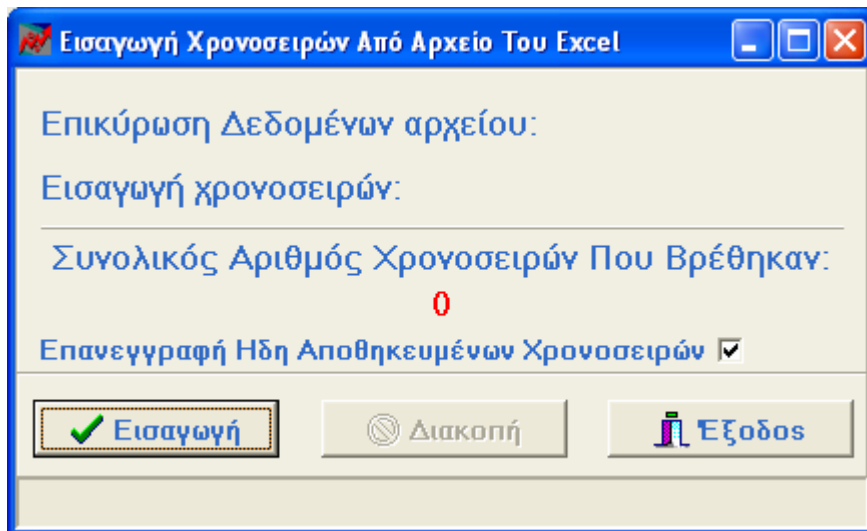 Εισαγωγή Χρονοσειρών Από Αρχείο Του Excel
Επικύρωση Δεδομένων αρχείου:
Εισαγωγή χρονοσειρών:
Συνολικός Αριθμός Χρονοσειρών Που Βρέθηκαν:
0
Επανεγγραφή Ηδη Αποθηκευμένων Χρονοσειρών
Εισαγωγή Διακοπή Έξοδος